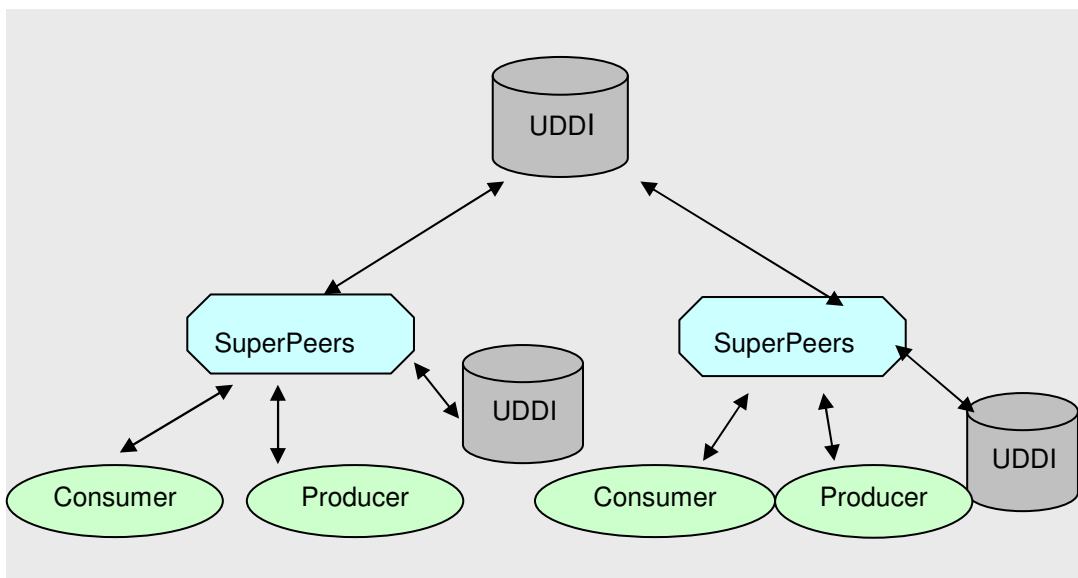 UDDI
SuperPeers
SuperPeers
UDDI
UDDI
Consumer
Producer
Consumer
Producer